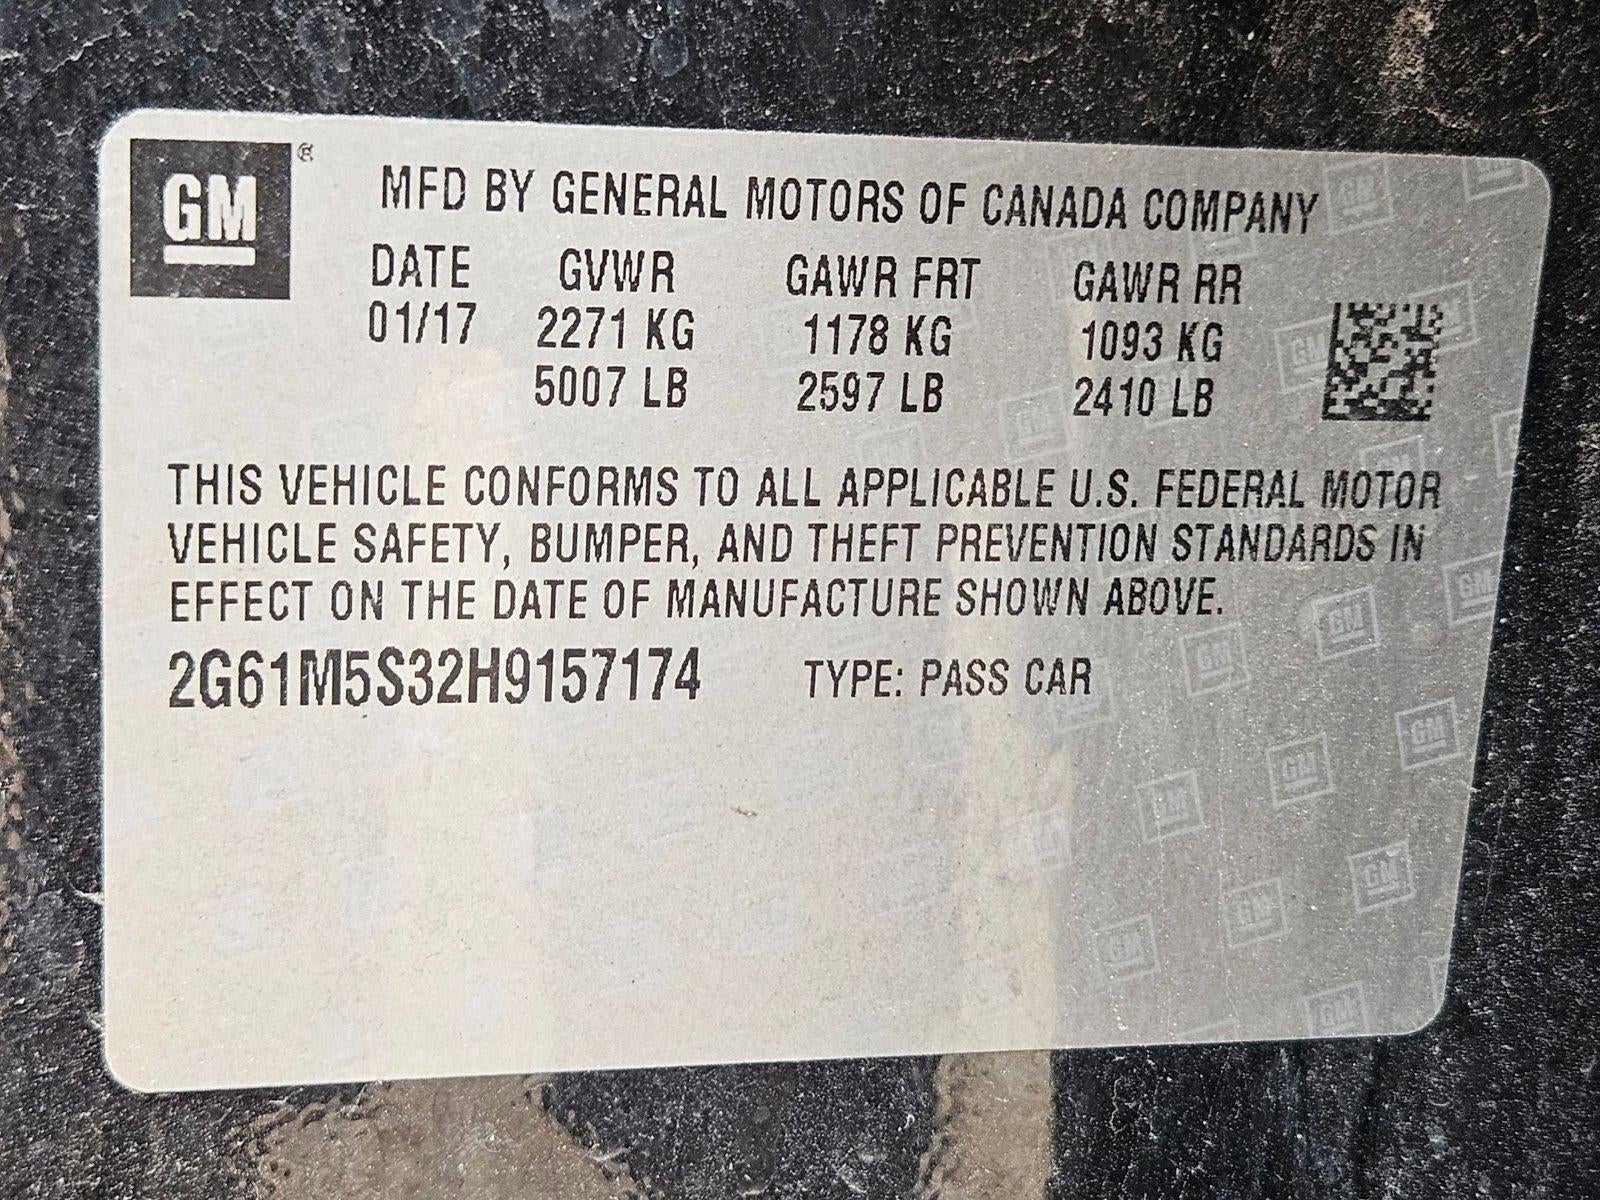 GM ®
MFD BY GENERAL MOTORS OF CANADA COMPANY
DATE GVWR GAWR FRT GAWR RR
01/17 2271 KG 1178 KG 1093 KG
5007 LB 2597 LB 2410 LB
THIS VEHICLE CONFORMS TO ALL APPLICABLE U.S. FEDERAL MOTOR
VEHICLE SAFETY, BUMPER, AND THEFT PREVENTION STANDARDS IN
EFFECT ON THE DATE OF MANUFACTURE SHOWN ABOVE.
2G61M5S32H9157174 TYPE: PASS CAR